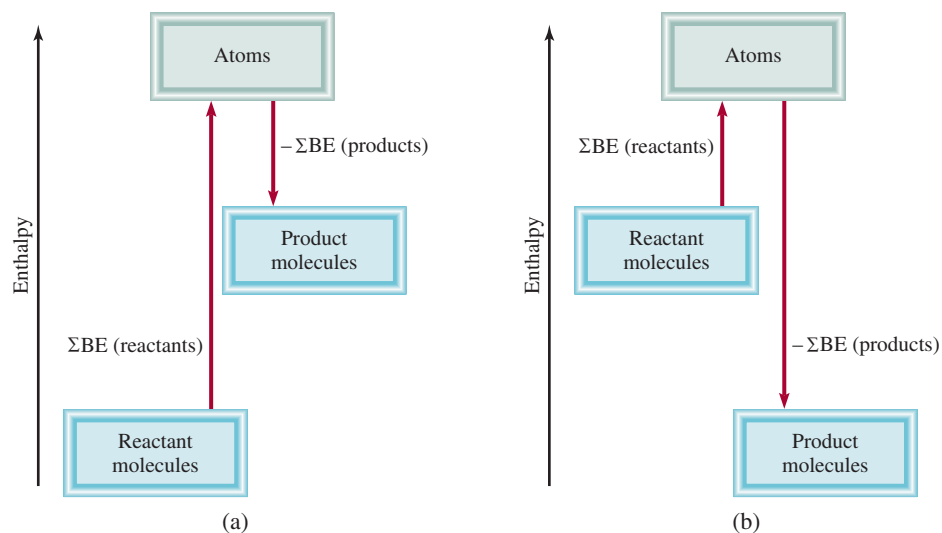 Atoms
– ΣBE (products)
Product
molecules
Enthalpy
ΣBE (reactants)
Reactant
molecules
(a)
Atoms
ΣBE (reactants)
Reactant
molecules
Enthalpy
– ΣBE (products)
Product
molecules
(b)